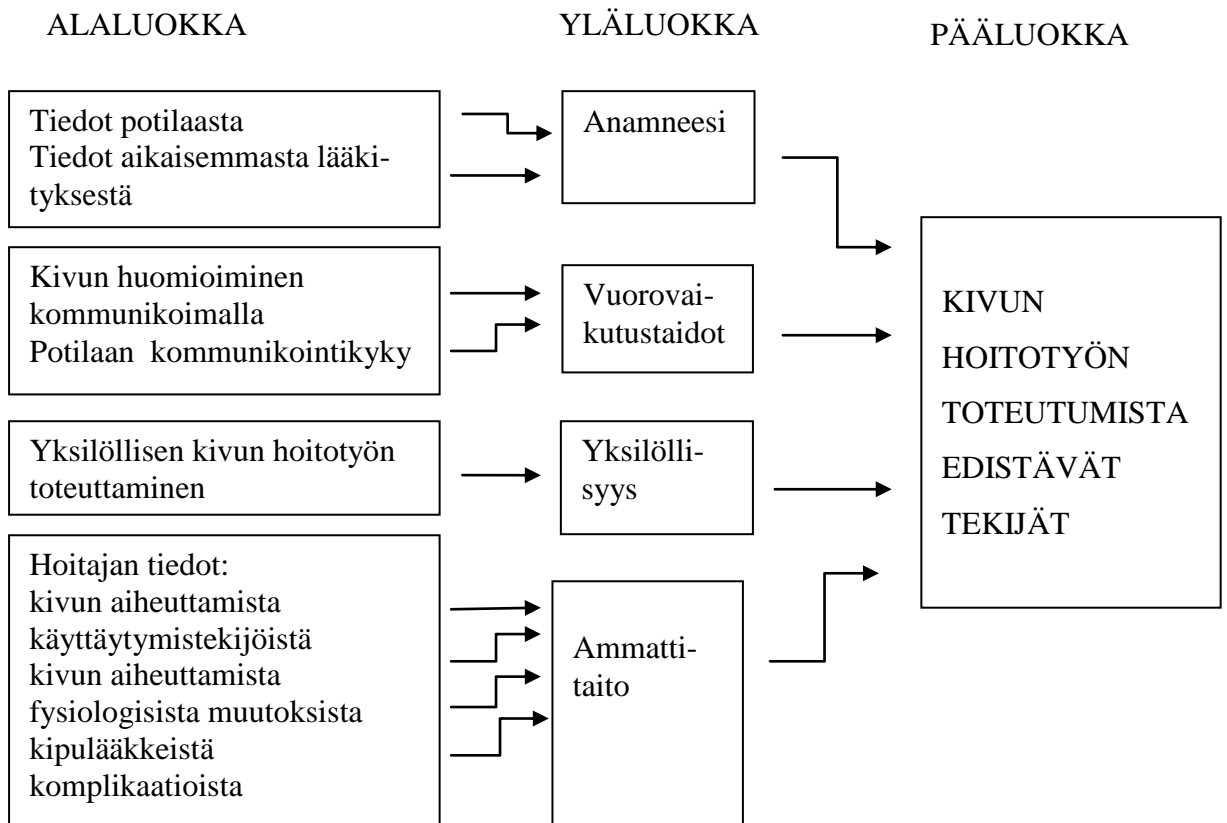 ALALUOKKA
YLÄLUOKKA
PÄÄLUOKKA
Tiedot potilaasta
Tiedot aikaisemmasta lääki-
tyksestä
Anamneesi
Kivun huomioiminen
kommunikoimalla
Potilaan kommunikointikyky
Vuorovai-
kutustaidot
Yksilöllisen kivun hoitotyön
toteuttaminen
Yksilölli-
syys
Hoitajan tiedot:
kivun aiheuttamista
käyttäytymistekijöistä
kivun aiheuttamista
fysiologisista muutoksista
kipulääkkeistä
komplikaatioista
Ammatti-
taito
KIVUN
HOITOTYÖN
TOTEUTUMISTA
EDISTÄVÄT
TEKIJÄT